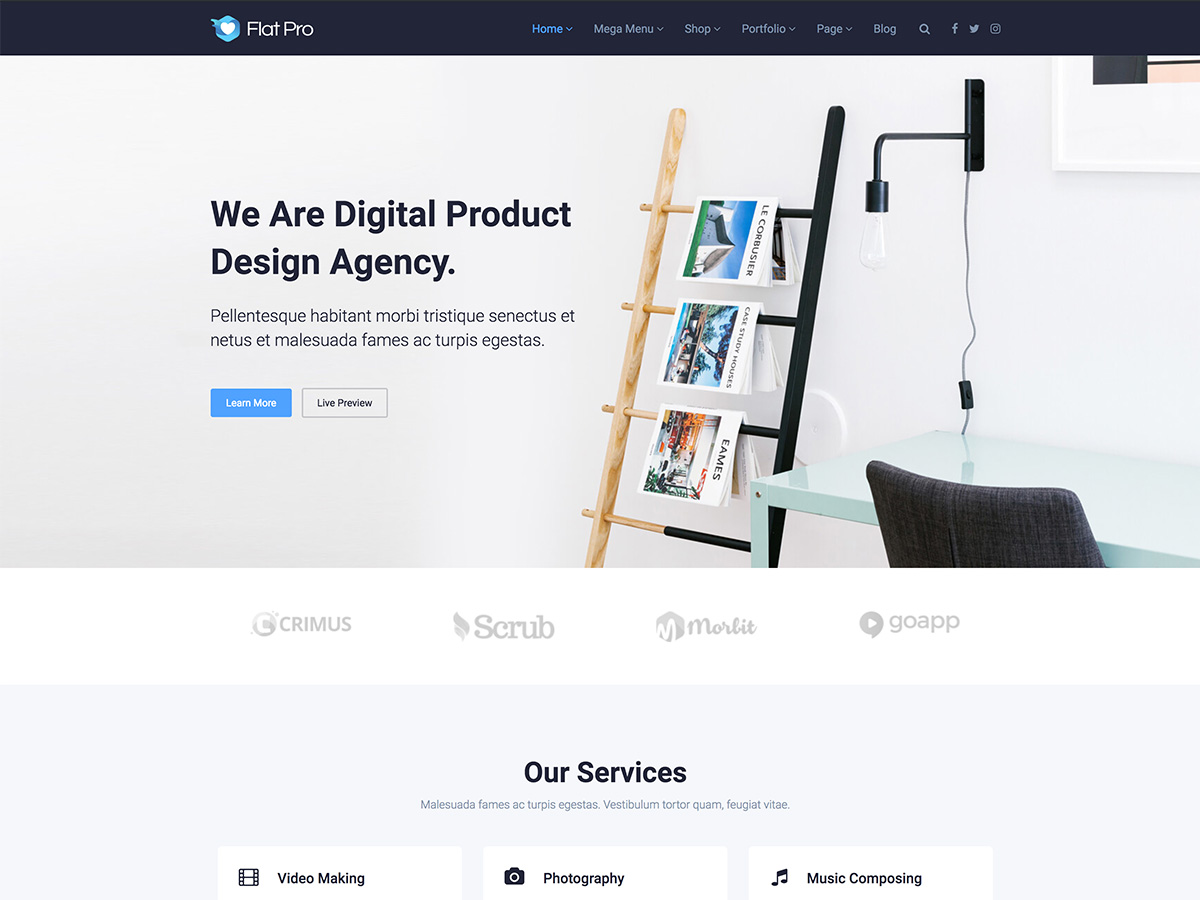 Flat Pro
Home Mega Menu Shop Portfolio Page Blog
We Are Digital Product
Design Agency.
Pellentesque habitant morbi tristique senectus et
netus et malesuada fames ac turpis egestas.
Learn More Live Preview
LE CORBUSIER
CASE STUDY HOUSES
EAMES
CRIMUS Scrub Morbit goapp
Our Services
Malesuada fames ac turpis egestas. Vestibulum tortor quam, feugiat vitae.
Video Making Photography Music Composing